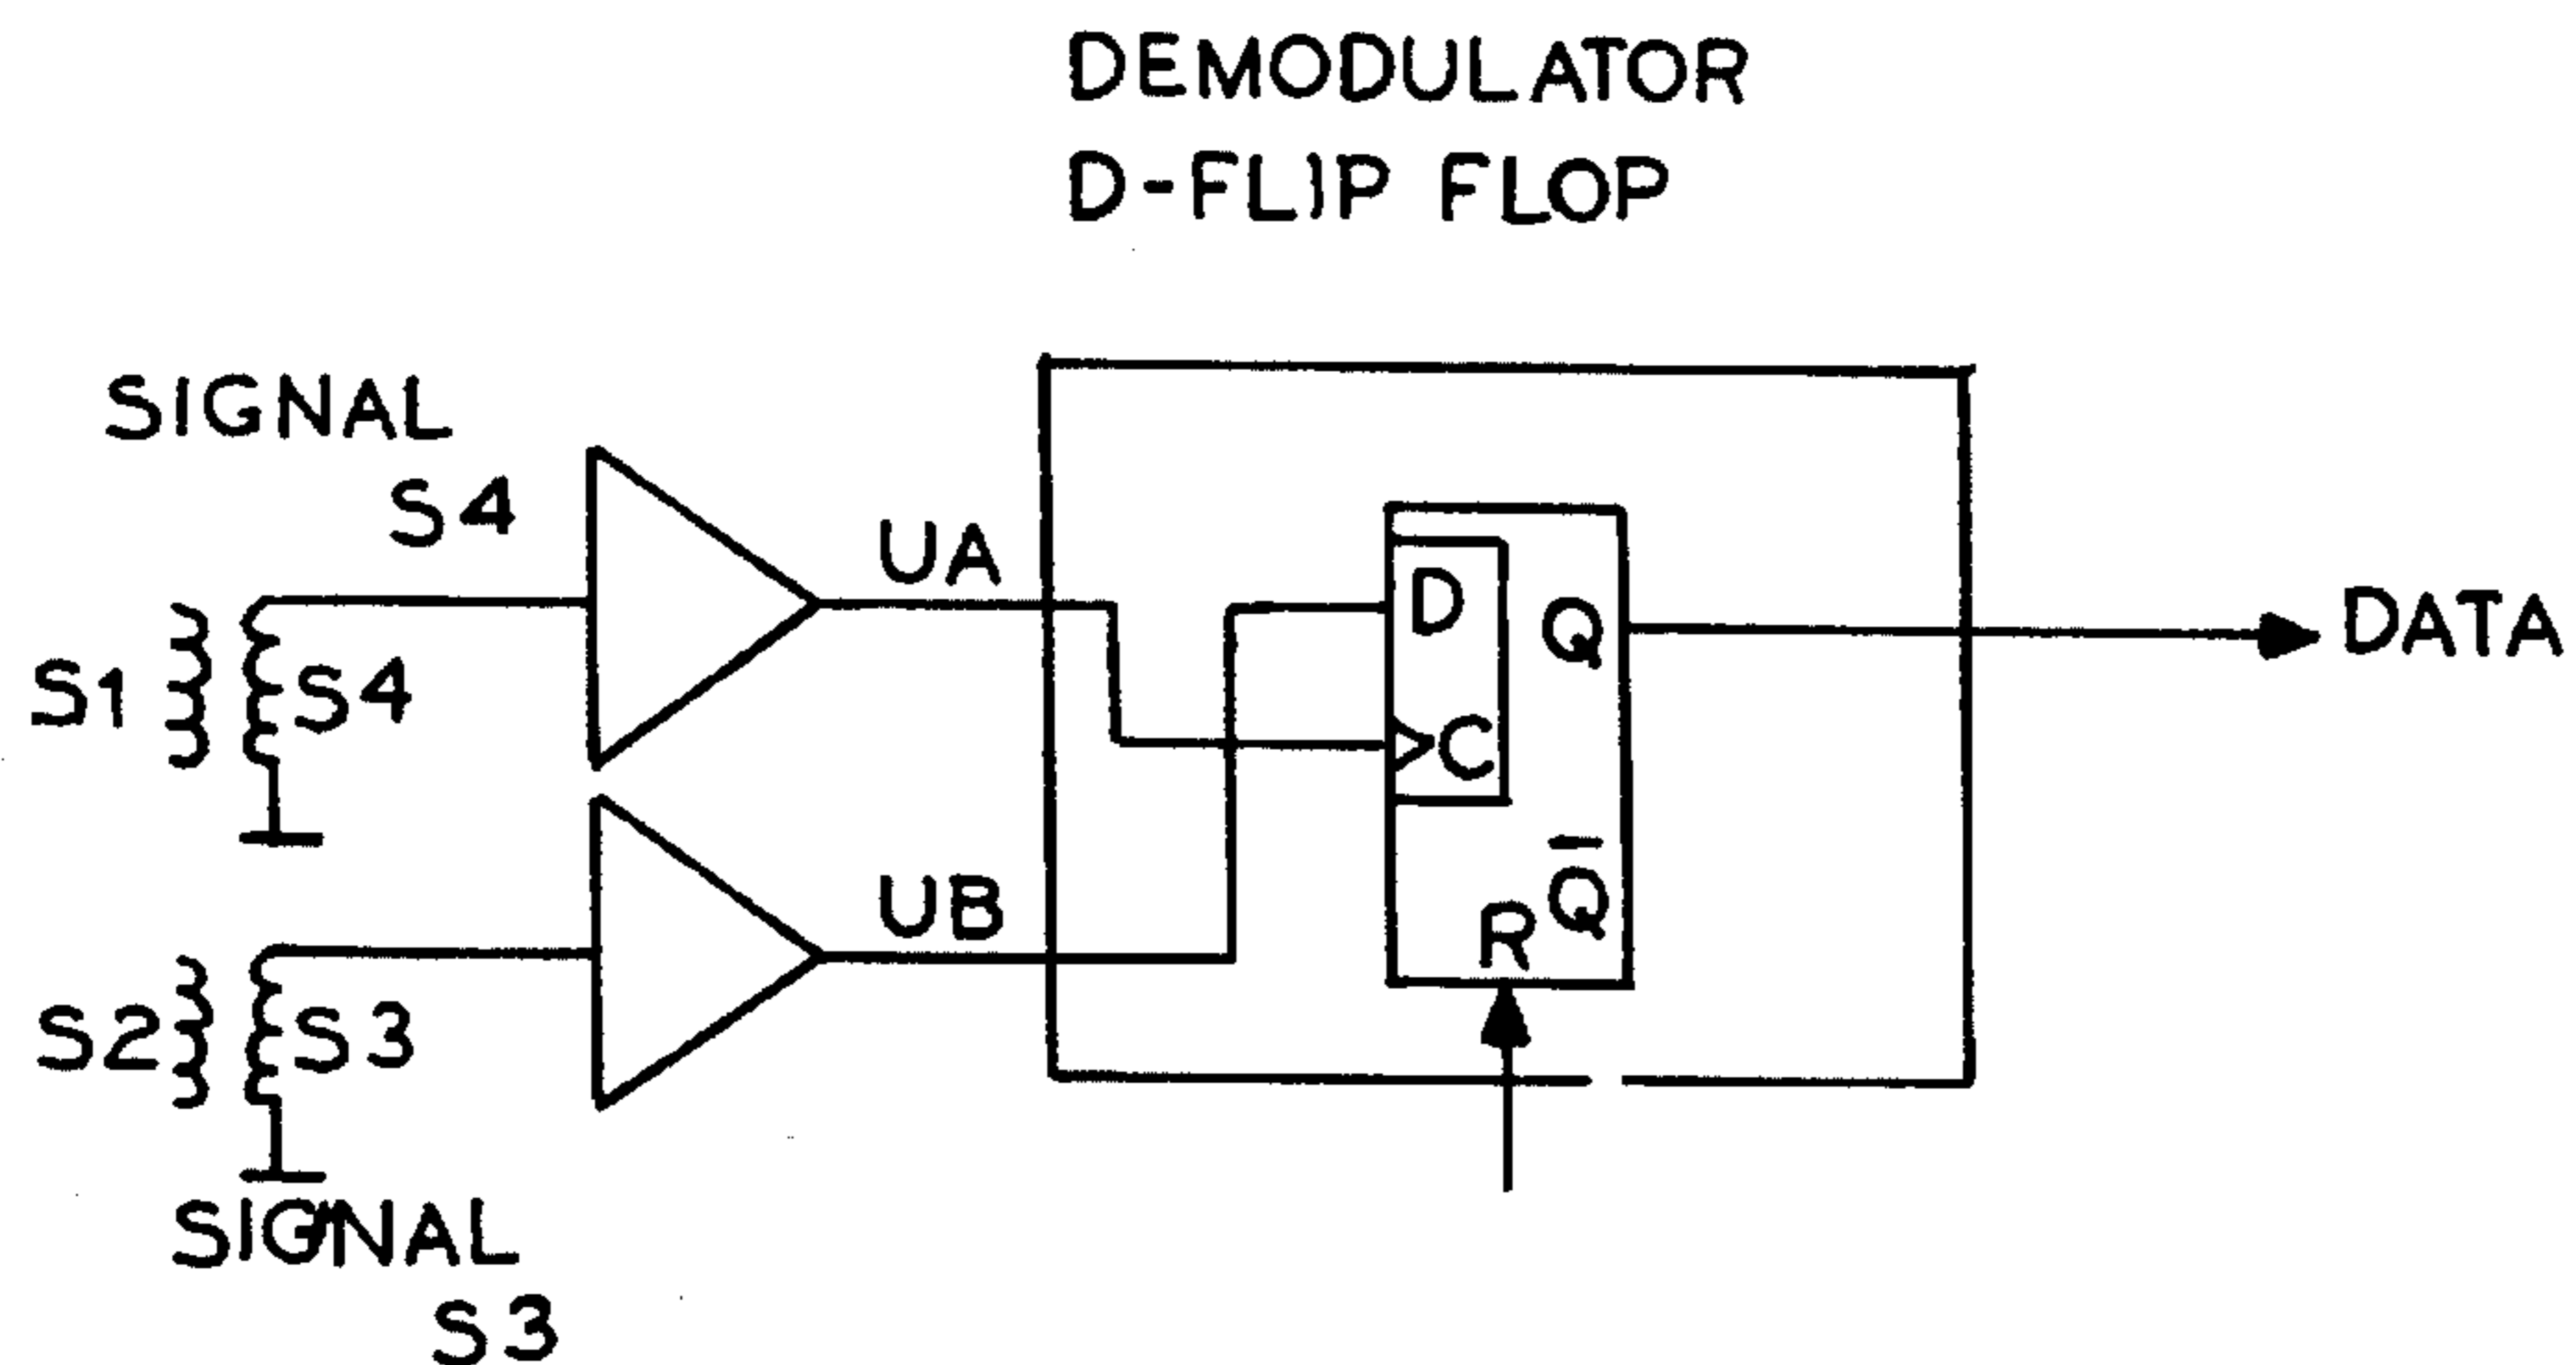 DEMODULATOR
D-FLIP FLOP
SIGNAL
S4
UA
D
Q
DATA
S1
S4
C
UB
Q̅
R
S2
S3
SIGNAL
S3